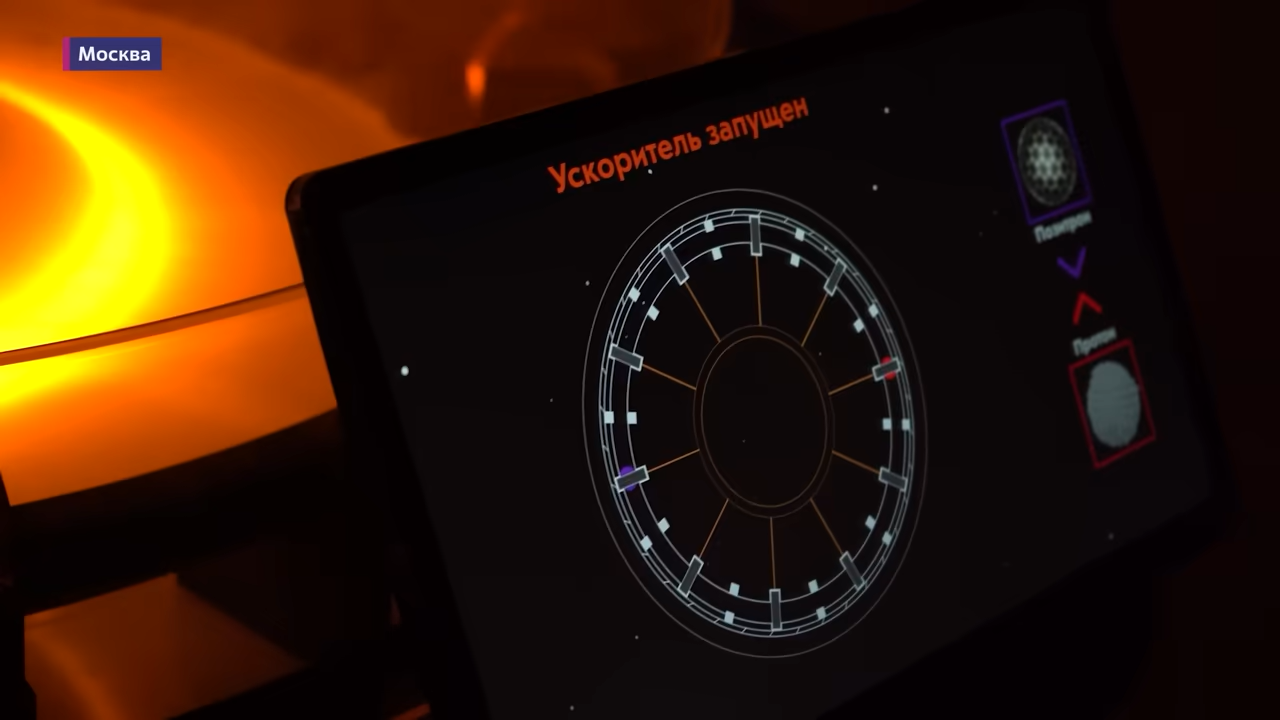 Москва
Ускоритель запущен
Позитрон
Протон